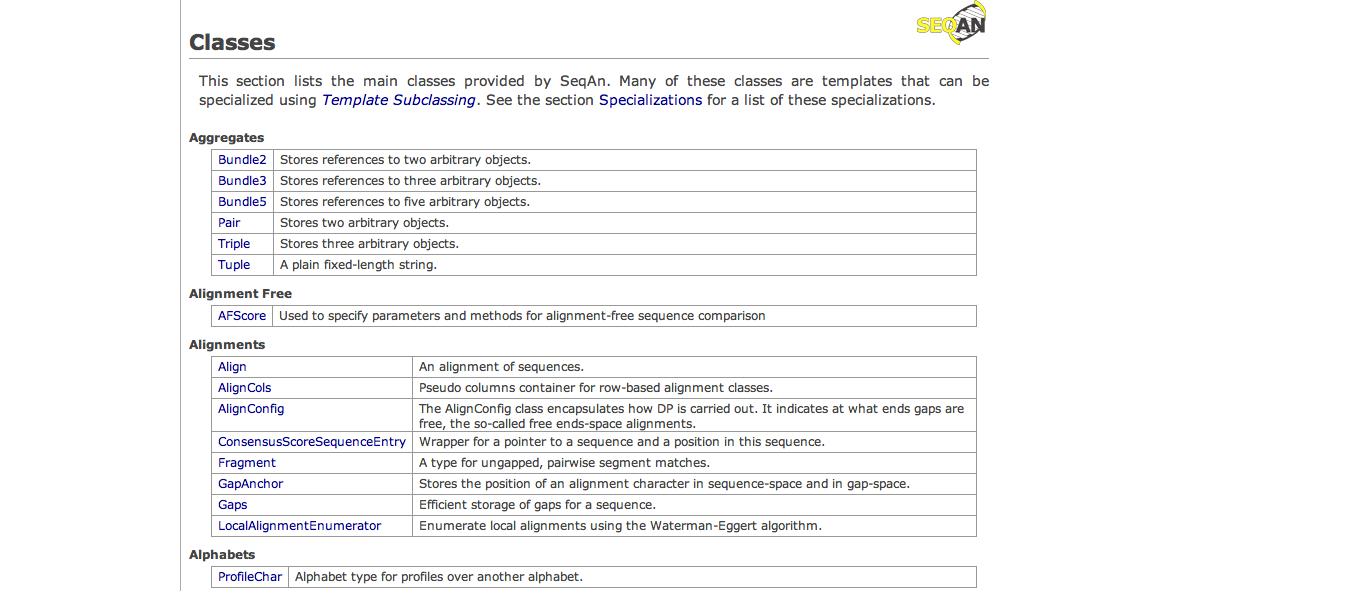 SEQAN
Classes
This section lists the main classes provided by SeqAn. Many of these classes are templates that can be
specialized using Template Subclassing. See the section Specializations for a list of these specializations.
Aggregates
Bundle2 Stores references to two arbitrary objects.
Bundle3 Stores references to three arbitrary objects.
Bundle5 Stores references to five arbitrary objects.
Pair Stores two arbitrary objects.
Triple Stores three arbitrary objects.
Tuple A plain fixed-length string.
Alignment Free
AFScore Used to specify parameters and methods for alignment-free sequence comparison
Alignments
Align An alignment of sequences.
AlignCols Pseudo columns container for row-based alignment classes.
AlignConfig The AlignConfig class encapsulates how DP is carried out. It indicates at what ends gaps are
free, the so-called free ends-space alignments.
ConsensusScoreSequenceEntry Wrapper for a pointer to a sequence and a position in this sequence.
Fragment A type for ungapped, pairwise segment matches.
GapAnchor Stores the position of an alignment character in sequence-space and in gap-space.
Gaps Efficient storage of gaps for a sequence.
LocalAlignmentEnumerator Enumerate local alignments using the Waterman-Eggert algorithm.
Alphabets
ProfileChar Alphabet type for profiles over another alphabet.